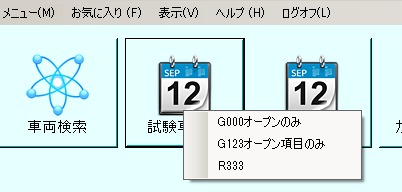 メニュー(M) お気に入り(F) 表示(V) ヘルプ(H) ログオフ(L)
SEP
12
SEP
12
車両検索
試験車
G000オープンのみ
G123オープン項目のみ
R333